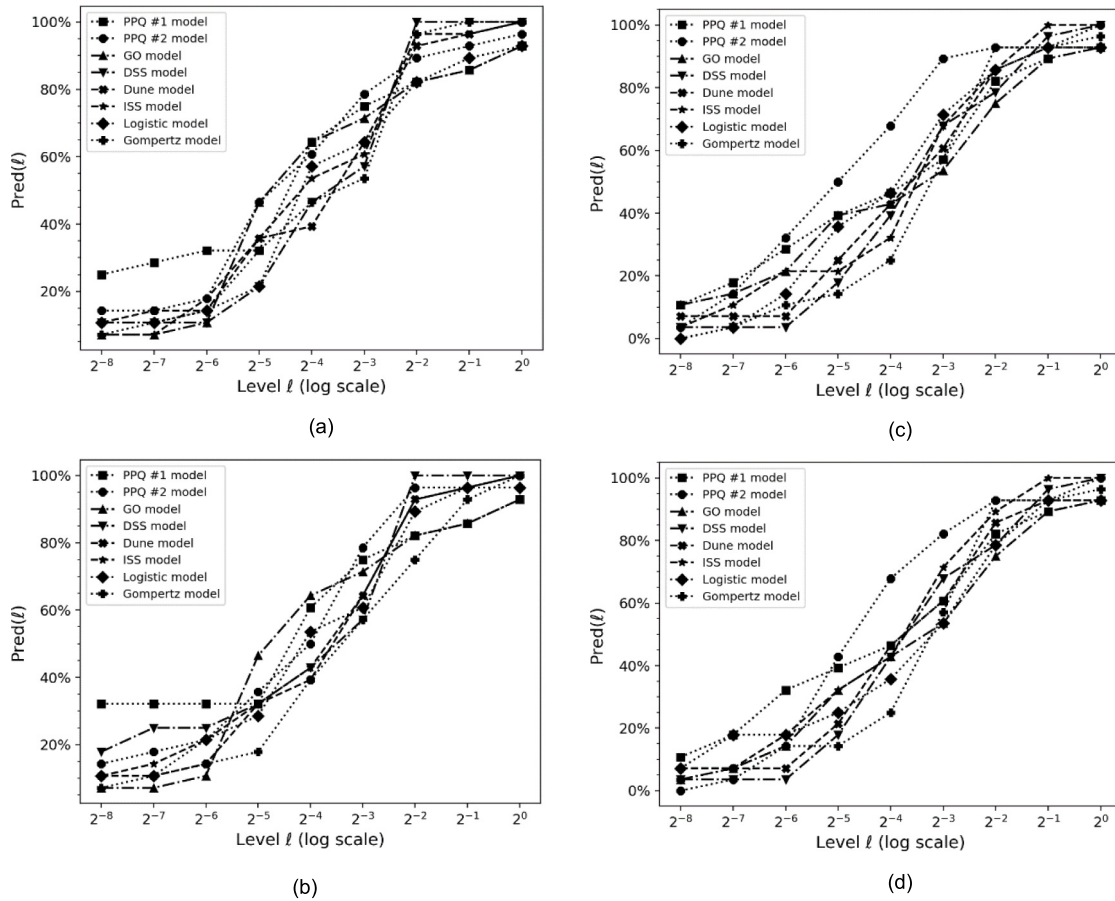 100%
80%
60%
40%
20%
Pred(ℓ)
PPQ #1 model
PPQ #2 model
GO model
DSS model
Dune model
ISS model
Logistic model
Gompertz model
2⁻⁸ 2⁻⁷ 2⁻⁶ 2⁻⁵ 2⁻⁴ 2⁻³ 2⁻² 2⁻¹ 2⁰
Level ℓ (log scale)
(a)
100%
80%
60%
40%
20%
0%
Pred(ℓ)
PPQ #1 model
PPQ #2 model
GO model
DSS model
Dune model
ISS model
Logistic model
Gompertz model
2⁻⁸ 2⁻⁷ 2⁻⁶ 2⁻⁵ 2⁻⁴ 2⁻³ 2⁻² 2⁻¹ 2⁰
Level ℓ (log scale)
(c)
100%
80%
60%
40%
20%
Pred(ℓ)
PPQ #1 model
PPQ #2 model
GO model
DSS model
Dune model
ISS model
Logistic model
Gompertz model
2⁻⁸ 2⁻⁷ 2⁻⁶ 2⁻⁵ 2⁻⁴ 2⁻³ 2⁻² 2⁻¹ 2⁰
Level ℓ (log scale)
(b)
100%
80%
60%
40%
20%
0%
Pred(ℓ)
PPQ #1 model
PPQ #2 model
GO model
DSS model
Dune model
ISS model
Logistic model
Gompertz model
2⁻⁸ 2⁻⁷ 2⁻⁶ 2⁻⁵ 2⁻⁴ 2⁻³ 2⁻² 2⁻¹ 2⁰
Level ℓ (log scale)
(d)